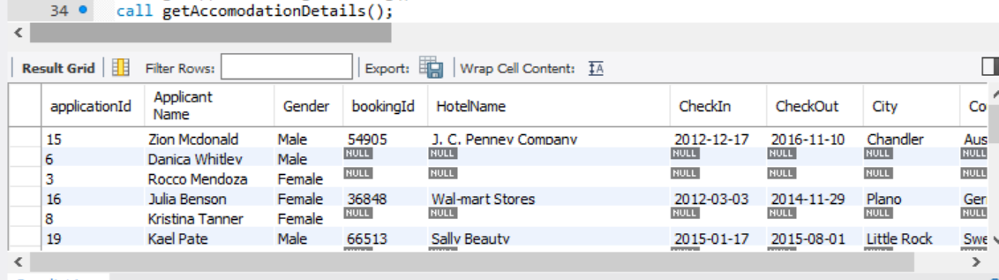 34 call getAccomodationDetails();
Result Grid Filter Rows: Export: Wrap Cell Content:
applicationId Applicant Name Gender bookingId HotelName CheckIn CheckOut City Co
15 Zion Mcdonald Male 54905 J. C. Penney Company 2012-12-17 2016-11-10 Chandler Aus
6 Danica Whitley Male NULL NULL NULL NULL NULL NULL
3 Rocco Mendoza Female NULL NULL NULL NULL NULL NULL
16 Julia Benson Female 36848 Wal-mart Stores 2012-03-03 2014-11-29 Plano Ger
8 Kristina Tanner Female NULL NULL NULL NULL NULL NULL
19 Kael Pate Male 66513 Sally Beauty 2015-01-17 2015-08-01 Little Rock Swe